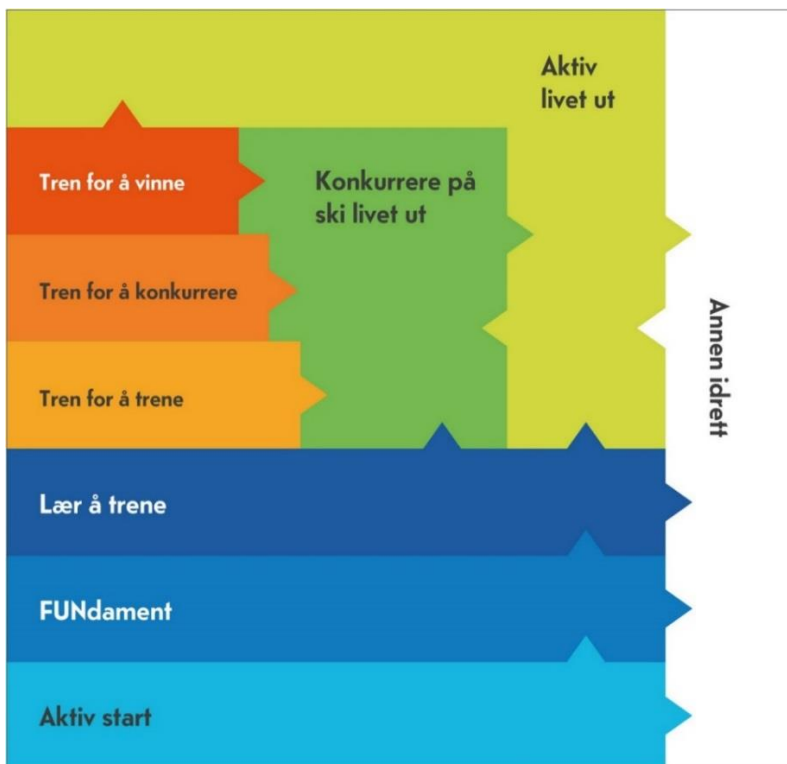 Aktiv
livet ut
Tren for å vinne
Konkurrere på
ski livet ut
Tren for å konkurrere
Tren for å trene
Annen idrett
Lær å trene
FUNdament
Aktiv start